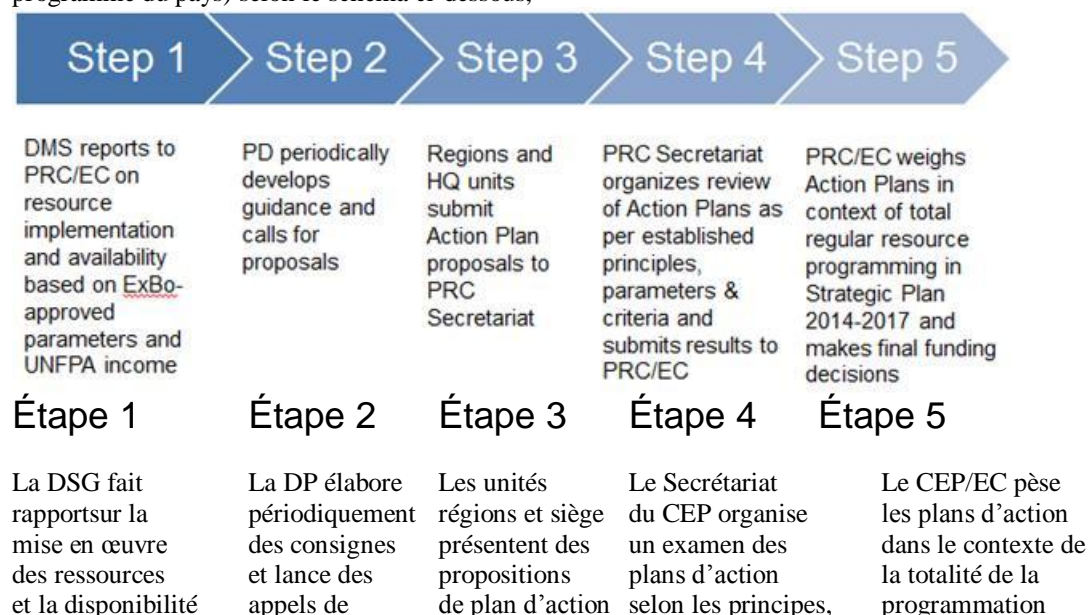 programme du pays) selon le schéma ci-dessous,
Step 1
Step 2
Step 3
Step 4
Step 5
DMS reports to
PRC/EC on
resource
implementation
and availability
based on ExBo-
approved
parameters and
UNFPA income
PD periodically
develops
guidance and
calls for
proposals
Regions and
HQ units
submit
Action Plan
proposals to
PRC
Secretariat
PRC Secretariat
organizes review
of Action Plans as
per established
principles,
parameters &
criteria and
submits results to
PRC/EC
PRC/EC weighs
Action Plans in
context of total
regular resource
programming in
Strategic Plan
2014-2017 and
makes final funding
decisions
Étape 1
Étape 2
Étape 3
Étape 4
Étape 5
La DSG fait
rapportsur la
mise en œuvre
des ressources
et la disponibilité
La DP élabore
périodiquement
des consignes
et lance des
appels de
Les unités
régions et siège
présentent des
propositions
de plan d’action
Le Secrétariat
du CEP organise
un examen des
plans d’action
selon les principes,
Le CEP/EC pèse
les plans d’action
dans le contexte de
la totalité de la
programmation